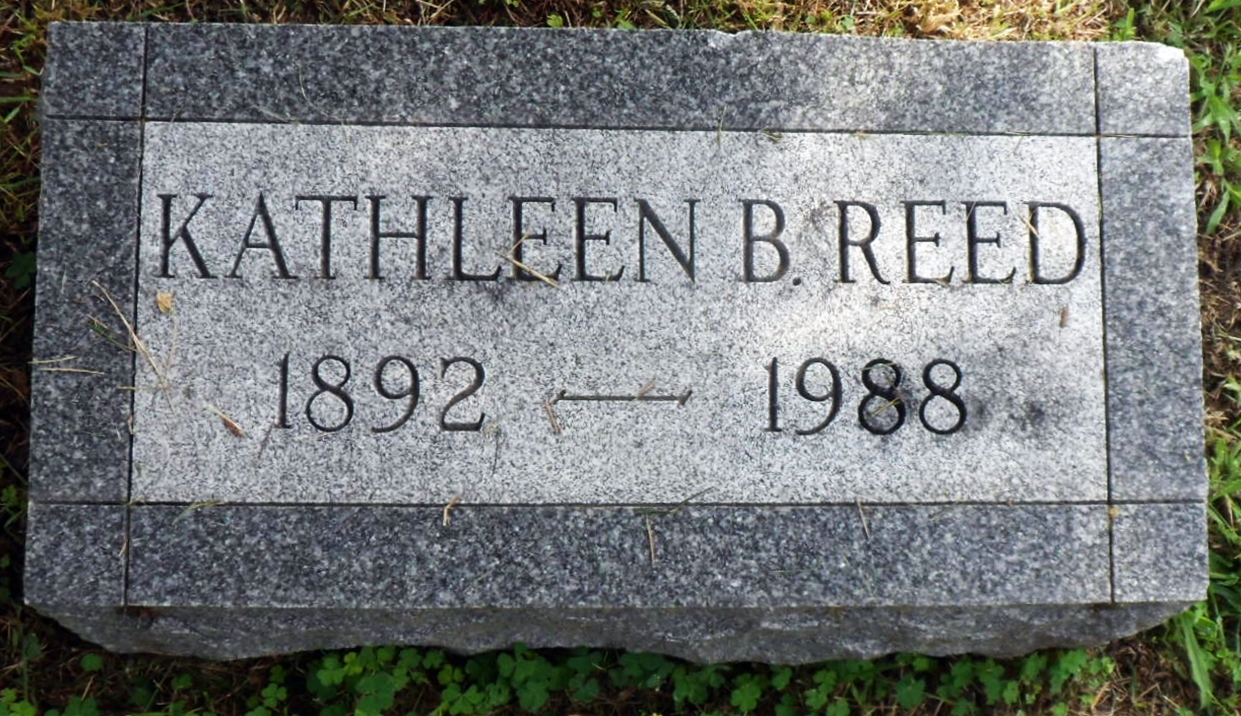 KATHLEEN B. REED
1892 — 1988